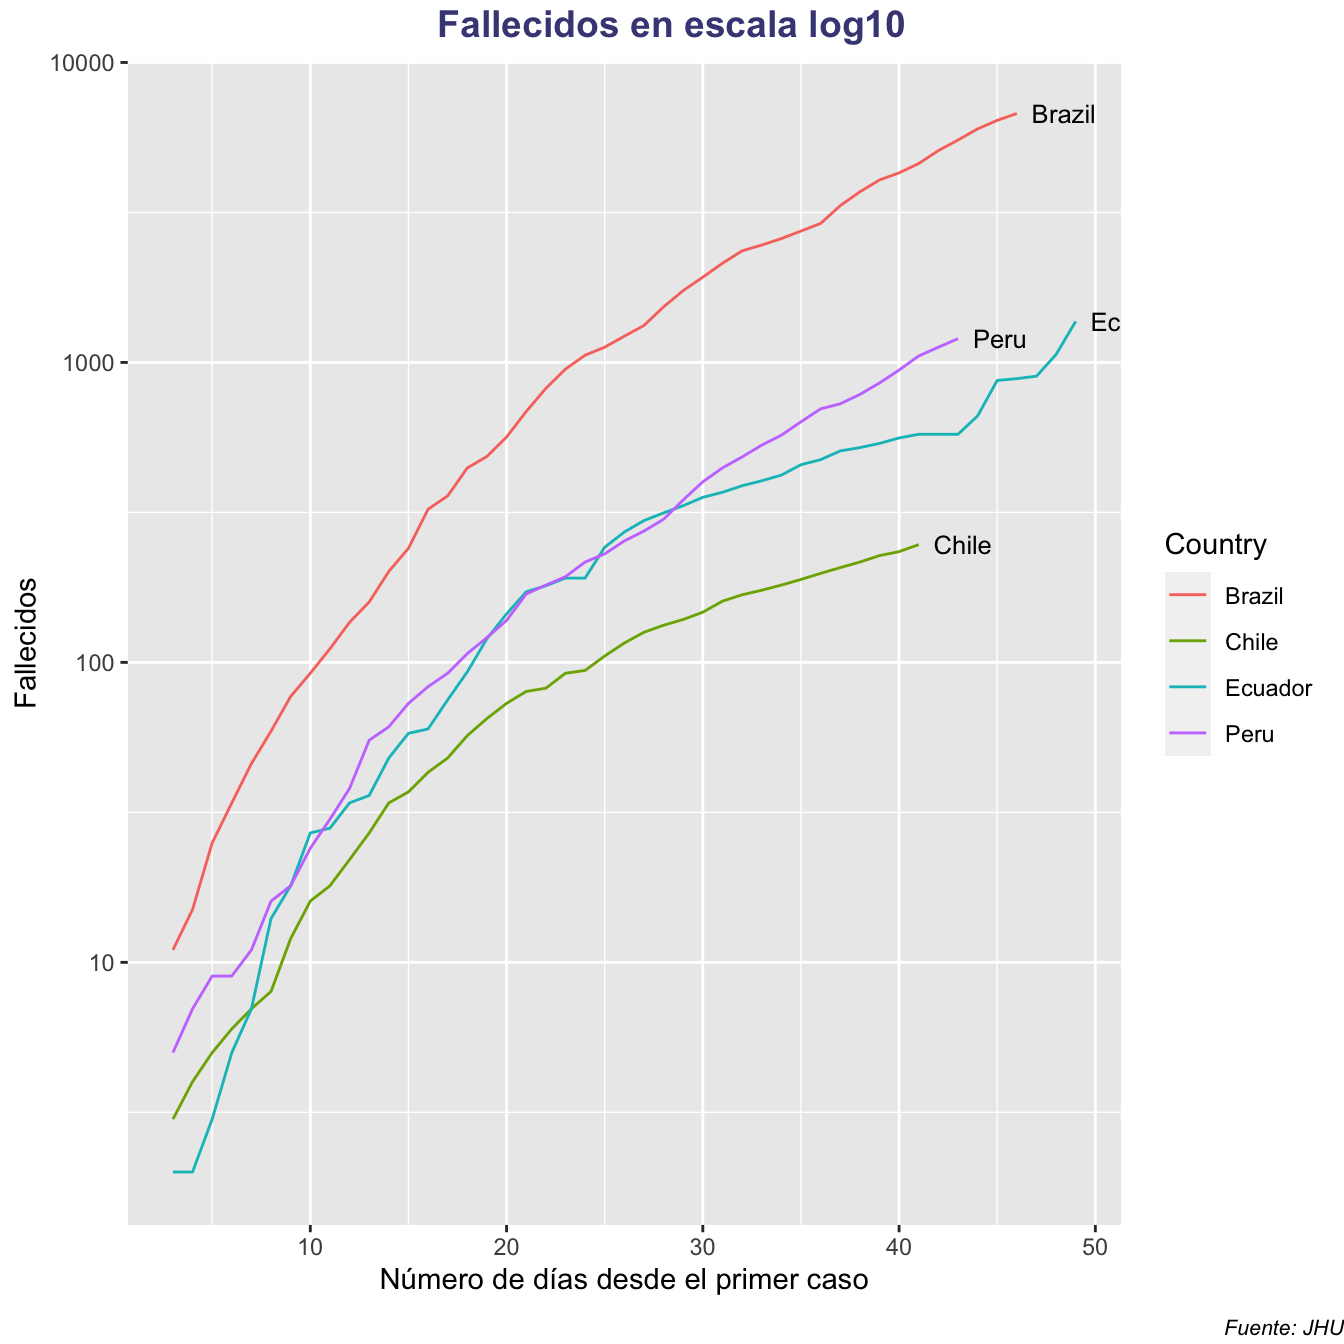 Fallecidos en escala log10
10000
1000
100
10
Fallecidos
Brazil
Ec
Peru
Chile
10 20 30 40 50
Número de días desde el primer caso
Country
Brazil
Chile
Ecuador
Peru
Fuente: JHU